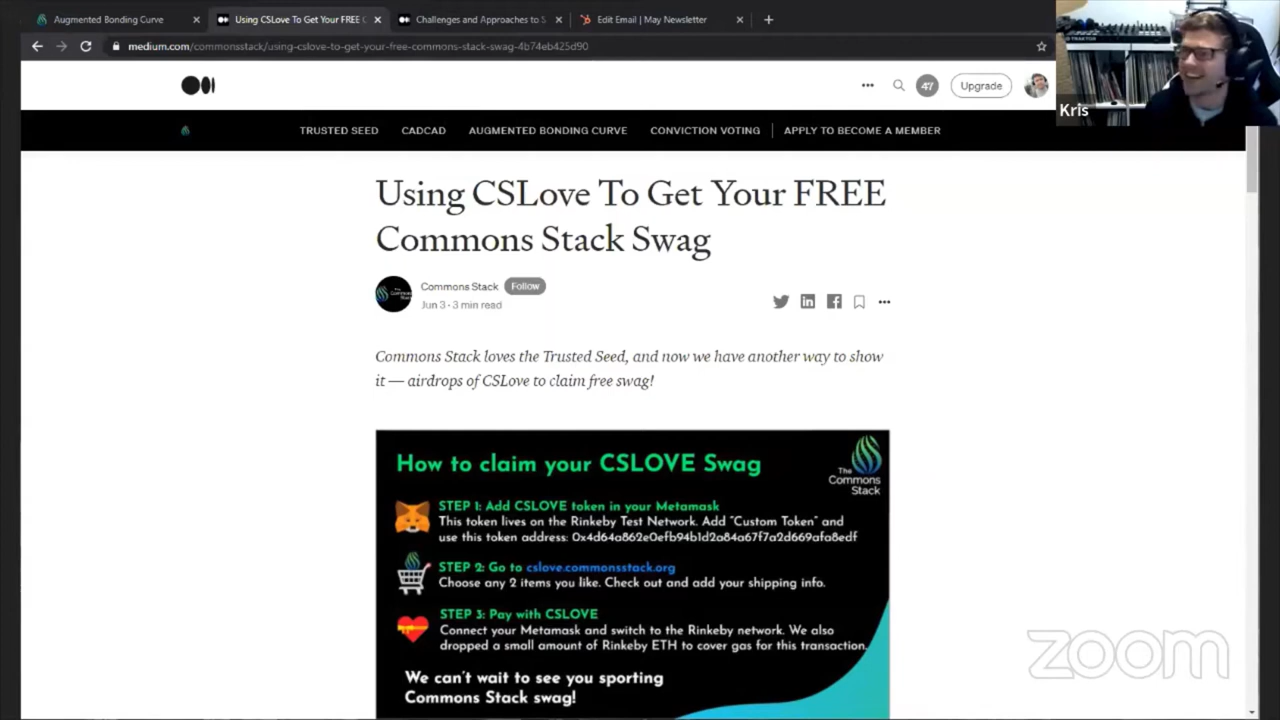 Augmented Bonding Curve
Using CSLove To Get Your FREE
Challenges and Approaches to S
Edit Email | May Newsletter
medium.com/commonsstack/using-cslove-to-get-your-free-commons-stack-swag-4b74eb425d90
47
Upgrade
Kris
TRUSTED SEED
CADCAD
AUGMENTED BONDING CURVE
CONVICTION VOTING
APPLY TO BECOME A MEMBER
Using CSLove To Get Your FREE
Commons Stack Swag
Commons Stack
Follow
Jun 3 · 3 min read
Commons Stack loves the Trusted Seed, and now we have another way to show
it — airdrops of CSLove to claim free swag!
How to claim your CSLOVE Swag
The
Commons
Stack
STEP 1: Add CSLOVE token in your Metamask
This token lives on the Rinkeby Test Network. Add "Custom Token" and
use this token address: 0x4d64a862e0efb94b1d2a84a67f7a2d669afa8edf
STEP 2: Go to cslove.commonsstack.org
Choose any 2 items you like. Check out and add your shipping info.
STEP 3: Pay with CSLOVE
Connect your Metamask and switch to the Rinkeby network. We also
dropped a small amount of Rinkeby ETH to cover gas for this transaction.
We can't wait to see you sporting
Commons Stack swag!
zoom